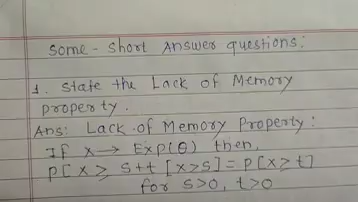 Some - Short Answer questions:
1. State the Lack of Memory
property.
Ans: Lack of Memory Property:
If x → Exp(θ) then,
P[x ≥ s+t [x>s] = P[x ≥ t]
for s>0, t>0